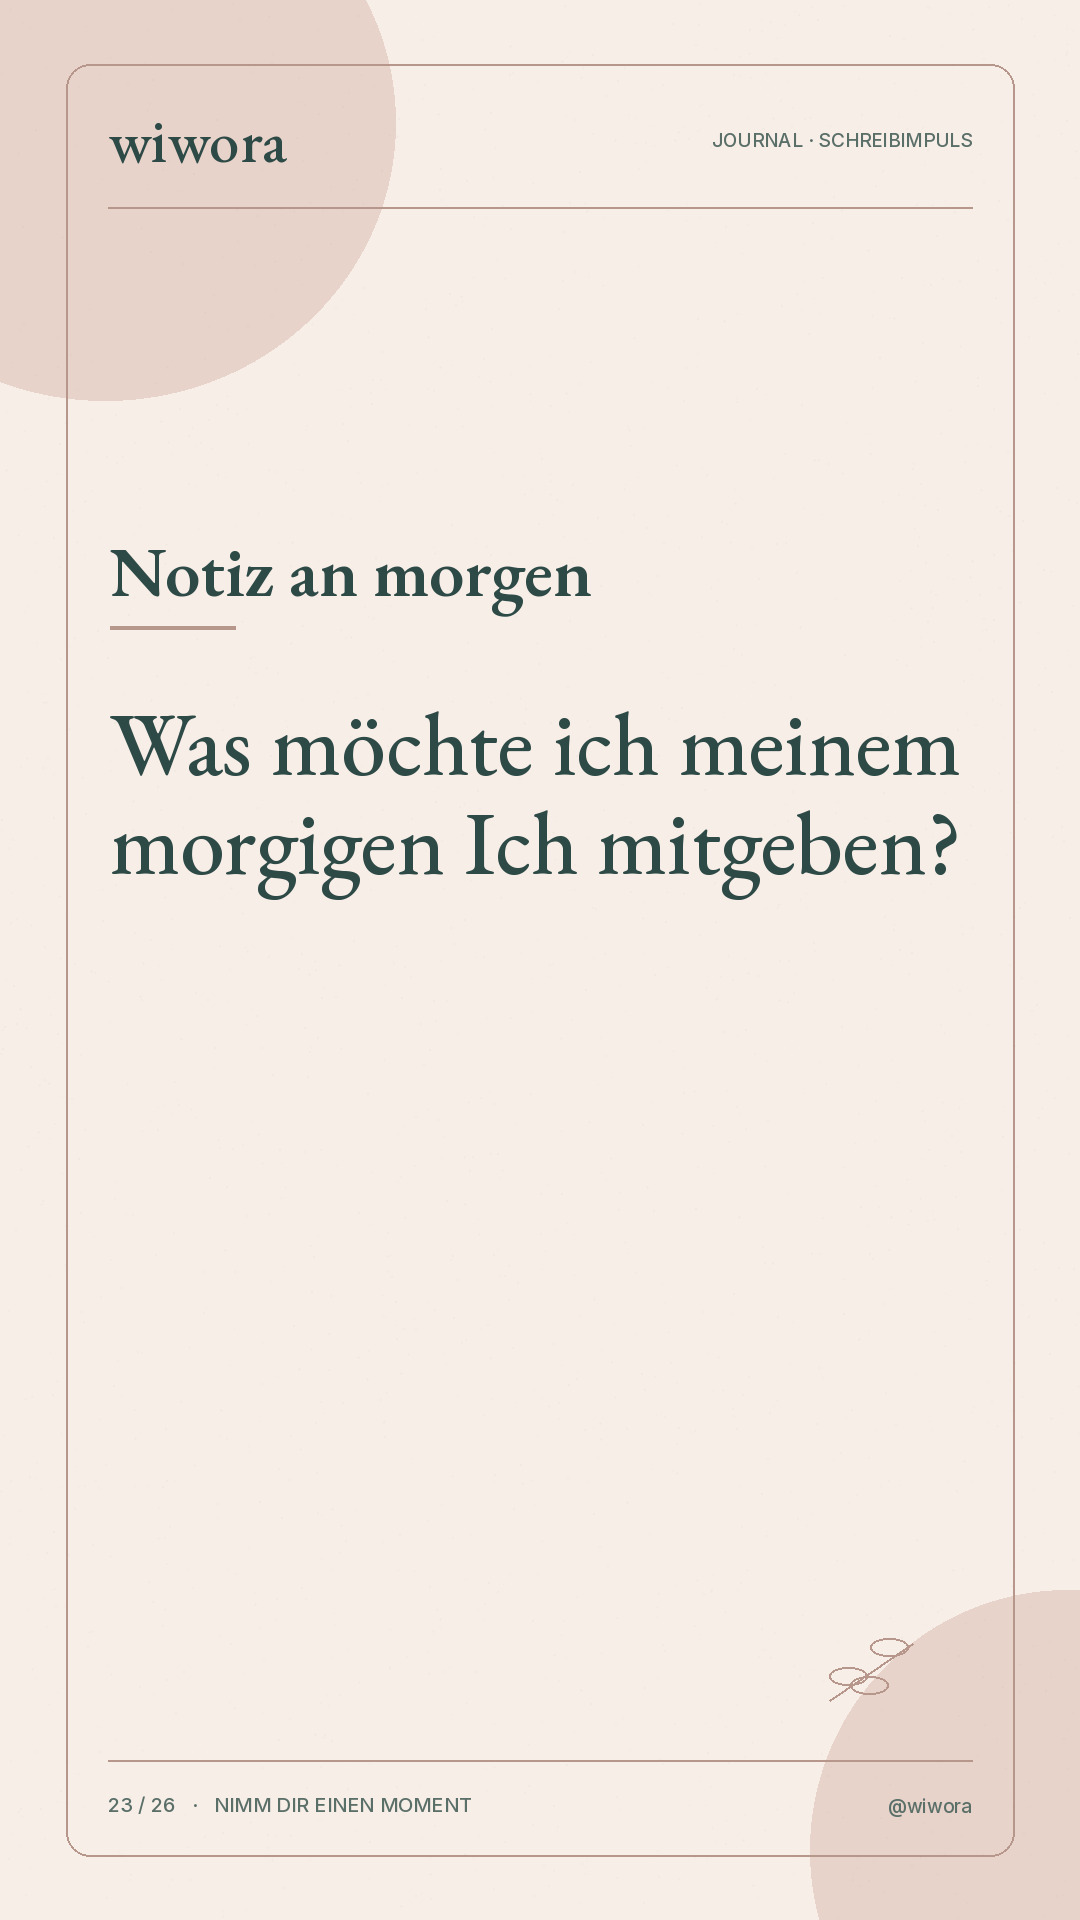 wiwora
JOURNAL · SCHREIBIMPULS
Notiz an morgen
Was möchte ich meinem
morgigen Ich mitgeben?
23 / 26 · NIMM DIR EINEN MOMENT
@wiwora